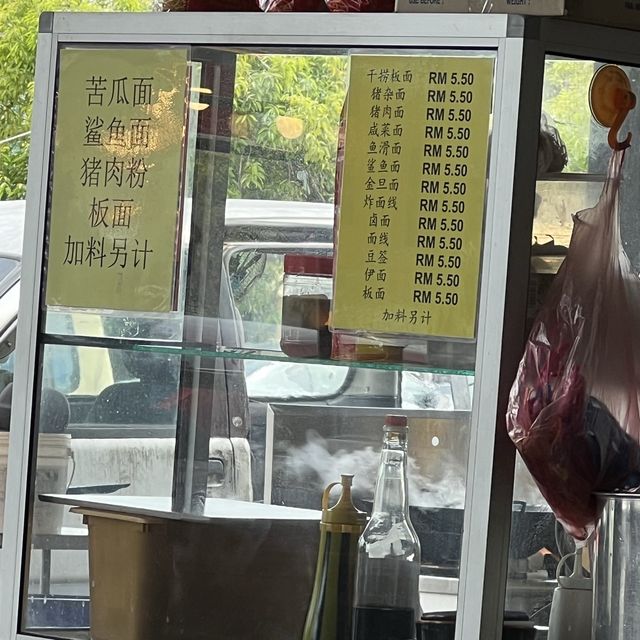 苦瓜面
鲨鱼面
猪肉粉
板面
加料另计
干捞板面 RM 5.50
猪杂面 RM 5.50
猪肉面 RM 5.50
咸菜面 RM 5.50
鱼滑面 RM 5.50
鲨鱼面 RM 5.50
金旦面 RM 5.50
炸面线 RM 5.50
卤面 RM 5.50
面线 RM 5.50
豆签 RM 5.50
伊面 RM 5.50
板面 RM 5.50
加料另计